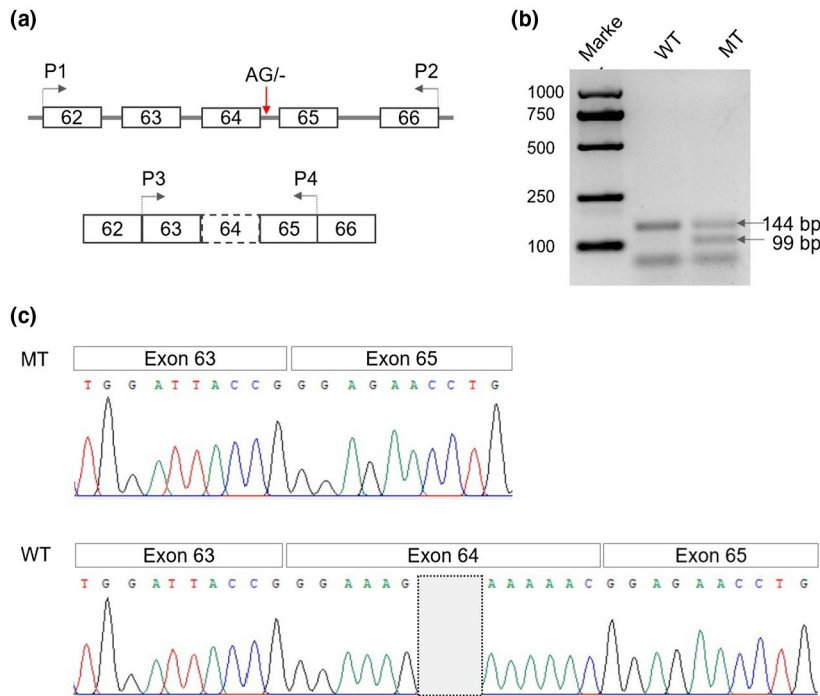 (a)
P1
AG/-
P2
62
63
64
65
66
P3
P4
62
63
64
65
66
(b)
Marke
WT
MT
1000
750
500
250
100
144 bp
99 bp
(c)
MT
Exon 63
Exon 65
T G G A T T A C C G G G A G A A C C T G
WT
Exon 63
Exon 64
Exon 65
T G G A T T A C C G G G A A A G A A A A A C G G A G A A C C T G